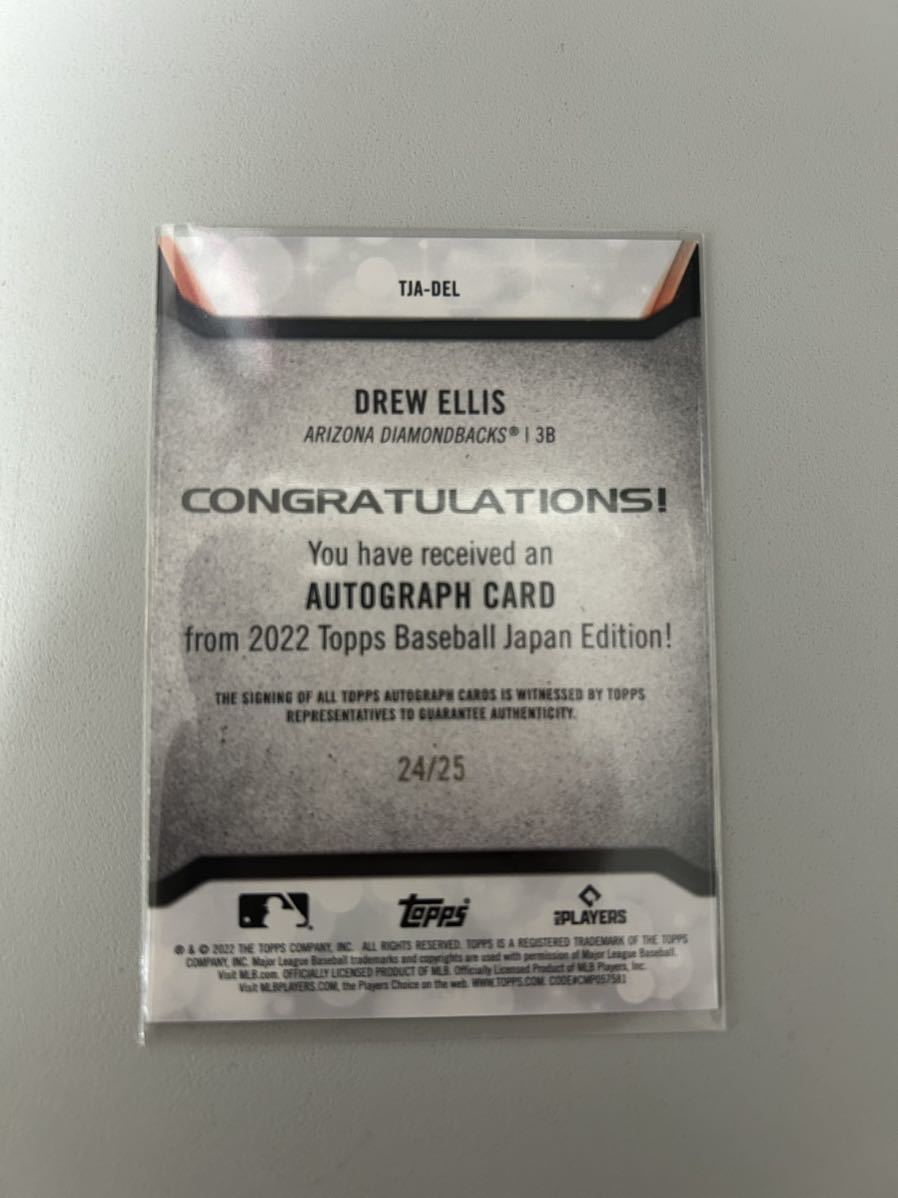 TJA-DEL
DREW ELLIS
ARIZONA DIAMONDBACKS® | 3B
CONGRATULATIONS!
You have received an
AUTOGRAPH CARD
from 2022 Topps Baseball Japan Edition!
THE SIGNING OF ALL TOPPS AUTOGRAPH CARDS IS WITNESSED BY TOPPS
REPRESENTATIVES TO GUARANTEE AUTHENTICITY.
24/25
topps
PLAYERS
® & © 2022 THE TOPPS COMPANY, INC. ALL RIGHTS RESERVED. TOPPS IS A REGISTERED TRADEMARK OF THE TOPPS
COMPANY, INC. Major League Baseball trademarks and copyrights are used with permission of Major League Baseball.
Visit MLB.com. OFFICIALLY LICENSED PRODUCT OF MLB. Officially Licensed Product of MLB Players, Inc.
Visit MLBPLAYERS.COM, the Players Choice on the web. WWW.TOPPS.COM. CODE#CMP057581